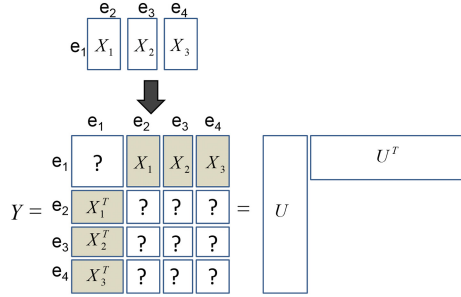 e₂ e₃ e₄
e₁ X₁ X₂ X₃
e₁ e₂ e₃ e₄
e₁ ? X₁ X₂ X₃ Uᵀ
Y = e₂ X₁ᵀ ? ? ? = U
e₃ X₂ᵀ ? ? ?
e₄ X₃ᵀ ? ? ?